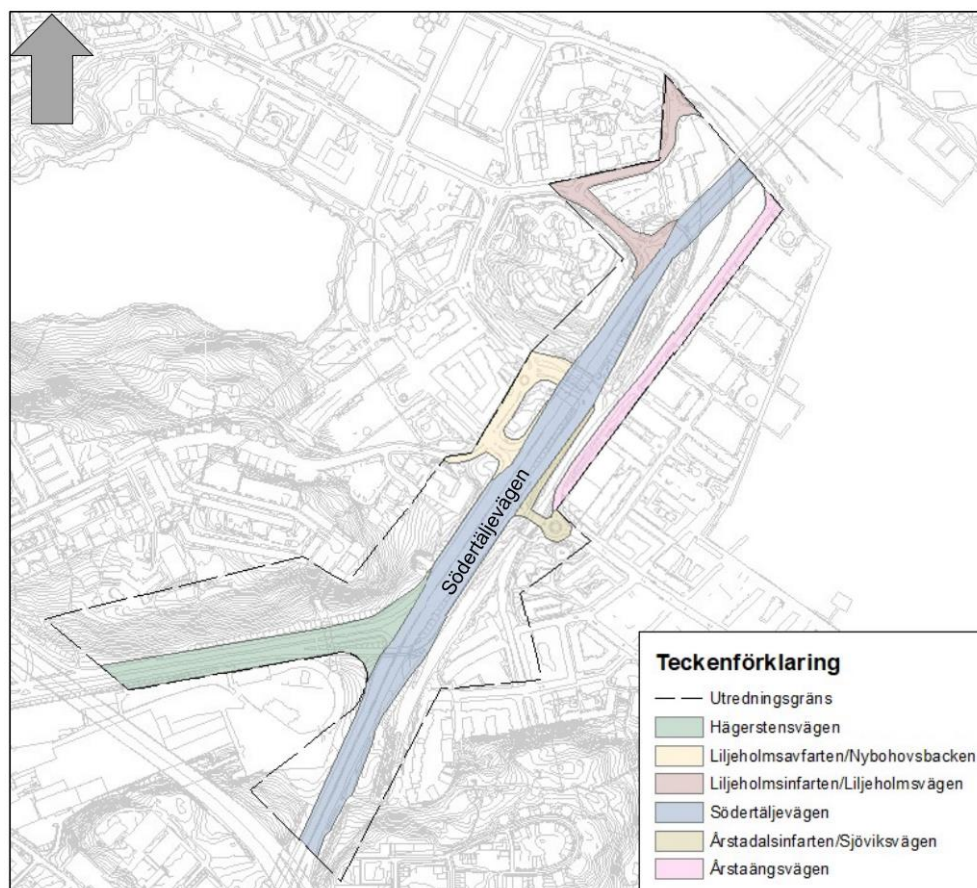 Södertäljevägen
Teckenförklaring
Utredningsgräns
Hägerstensvägen
Liljeholmsavfarten/Nybohovsbacken
Liljeholmsinfarten/Liljeholmsvägen
Södertäljevägen
Årstadalsinfarten/Sjöviksvägen
Årstaängsvägen